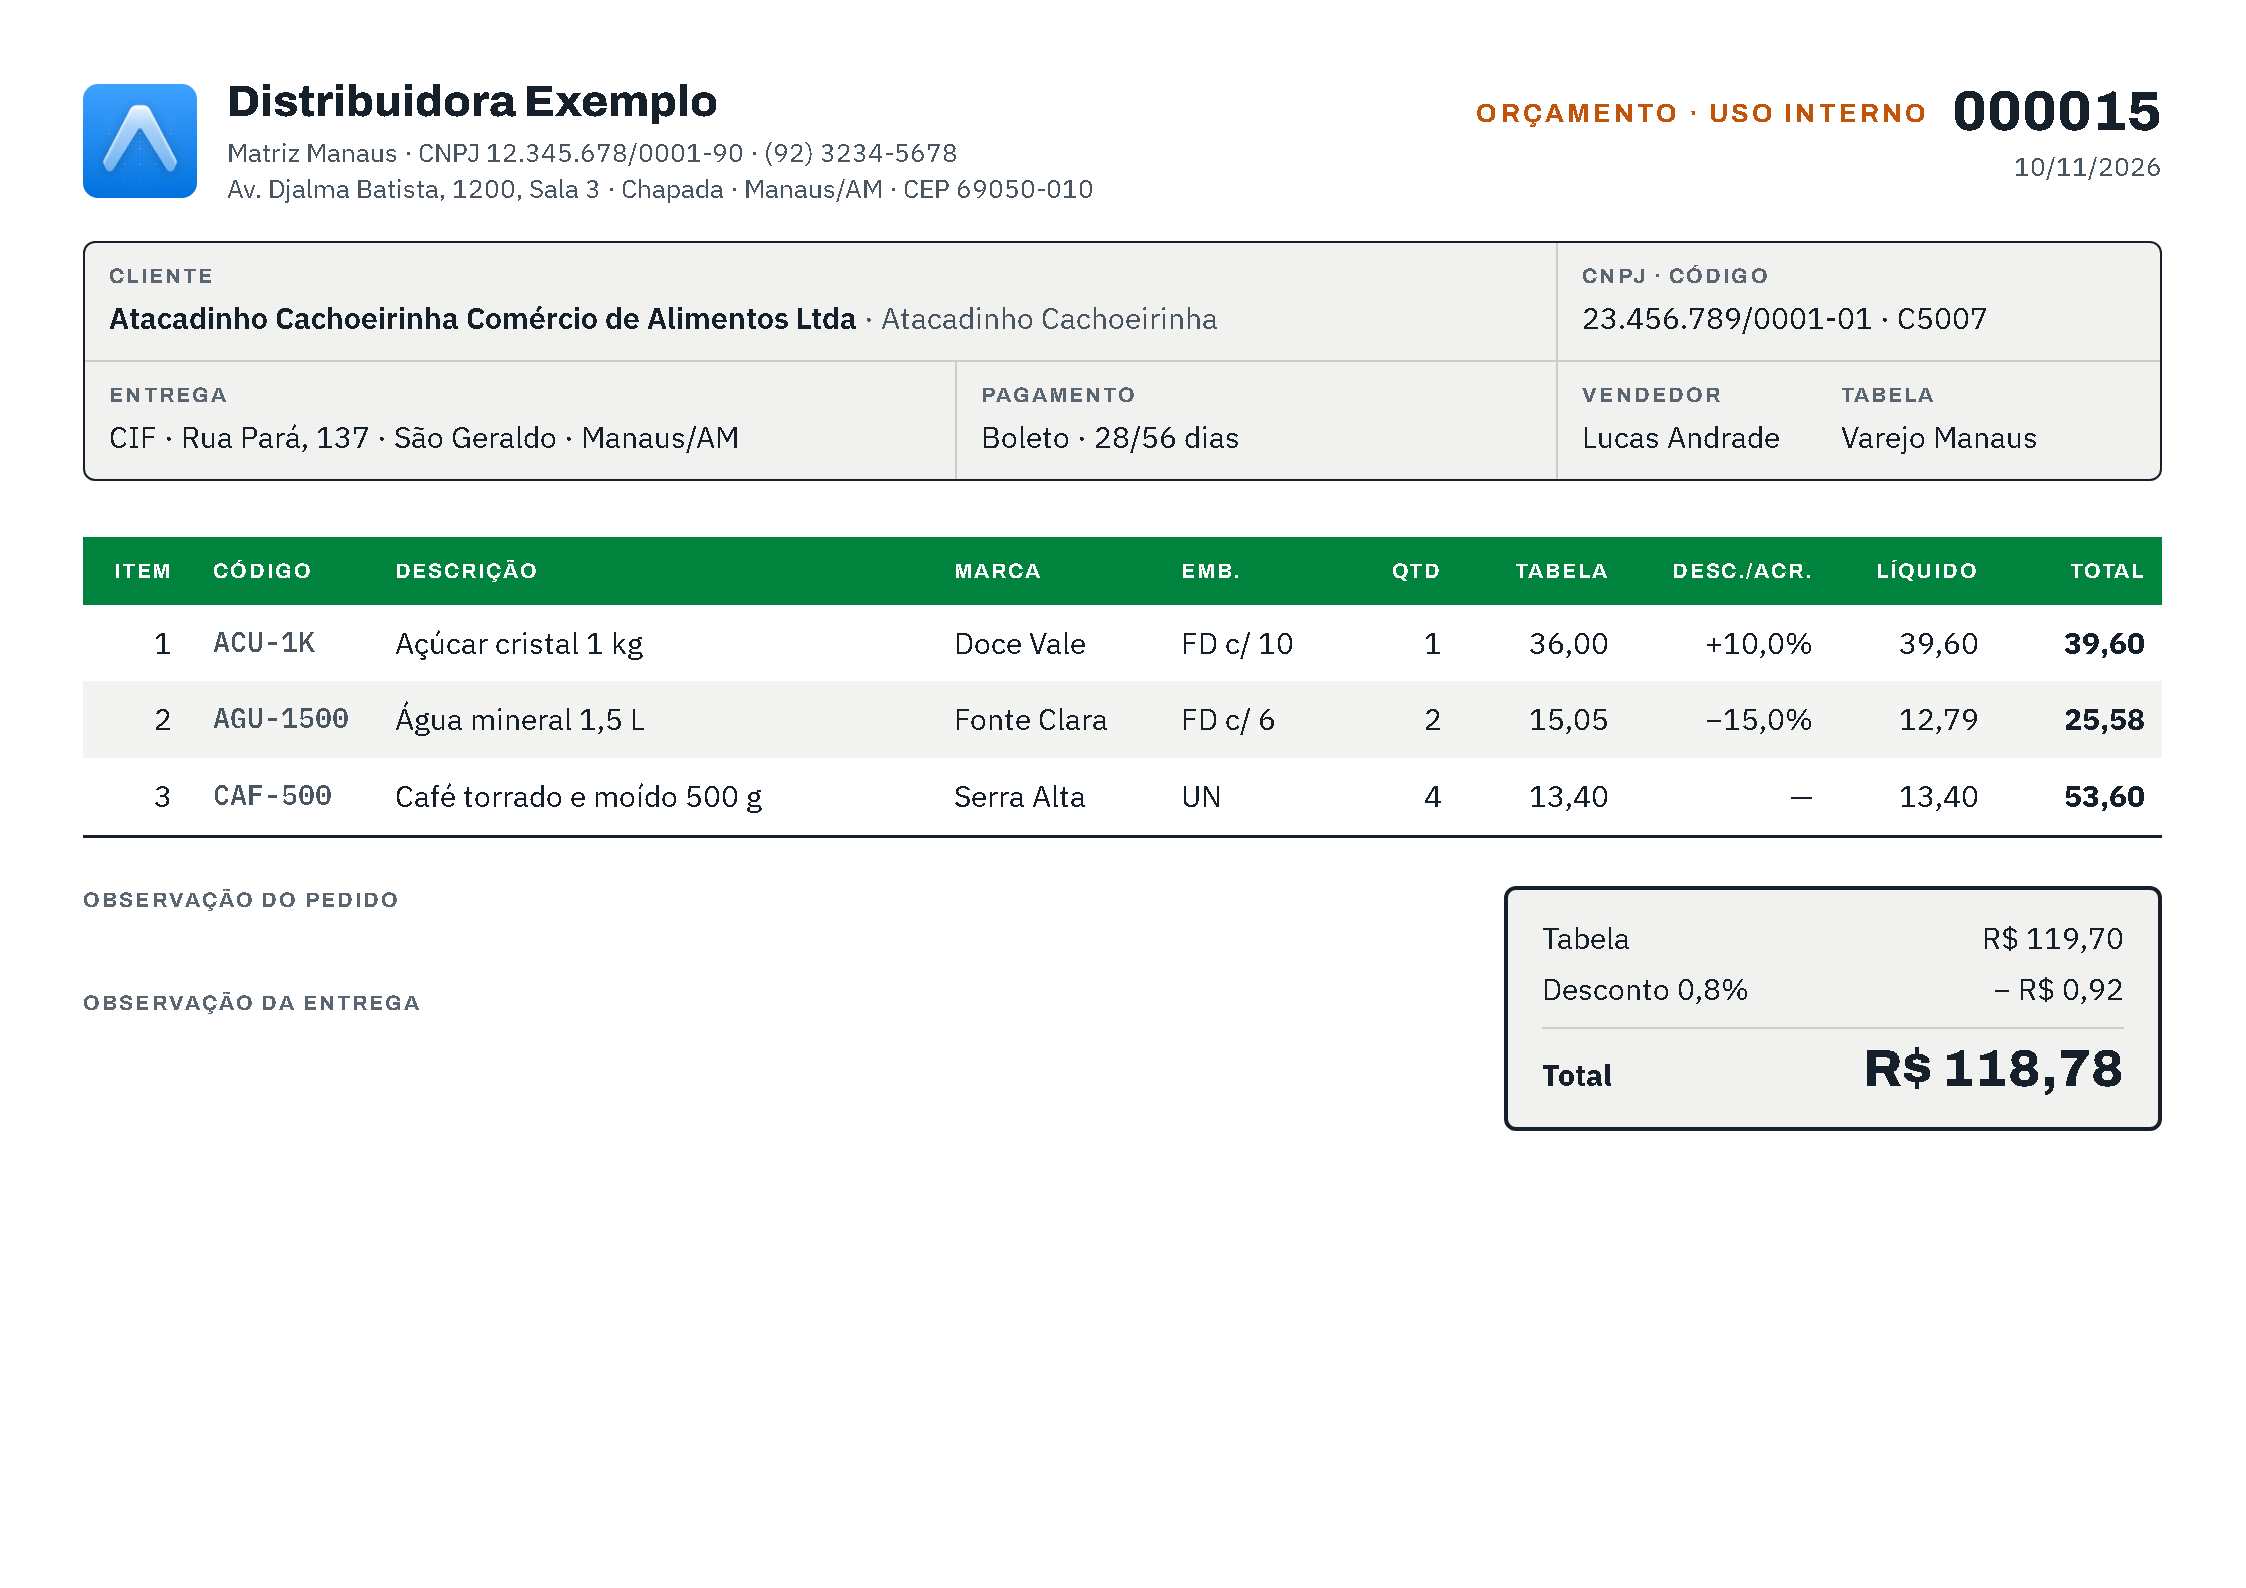 Distribuidora Exemplo
Matriz Manaus · CNPJ 12.345.678/0001-90 · (92) 3234-5678
Av. Djalma Batista, 1200, Sala 3 · Chapada · Manaus/AM · CEP 69050-010
ORÇAMENTO · USO INTERNO 000015
10/11/2026
CLIENTE
Atacadinho Cachoeirinha Comércio de Alimentos Ltda · Atacadinho Cachoeirinha
CNPJ · CÓDIGO
23.456.789/0001-01 · C5007
ENTREGA
CIF · Rua Pará, 137 · São Geraldo · Manaus/AM
PAGAMENTO
Boleto · 28/56 dias
VENDEDOR
Lucas Andrade
TABELA
Varejo Manaus
ITEM CÓDIGO DESCRIÇÃO MARCA EMB. QTD TABELA DESC./ACR. LÍQUIDO TOTAL
1 ACU-1K Açúcar cristal 1 kg Doce Vale FD c/ 10 1 36,00 +10,0% 39,60 39,60
2 AGU-1500 Água mineral 1,5 L Fonte Clara FD c/ 6 2 15,05 −15,0% 12,79 25,58
3 CAF-500 Café torrado e moído 500 g Serra Alta UN 4 13,40 — 13,40 53,60
OBSERVAÇÃO DO PEDIDO
OBSERVAÇÃO DA ENTREGA
Tabela R$ 119,70
Desconto 0,8% − R$ 0,92
Total R$ 118,78